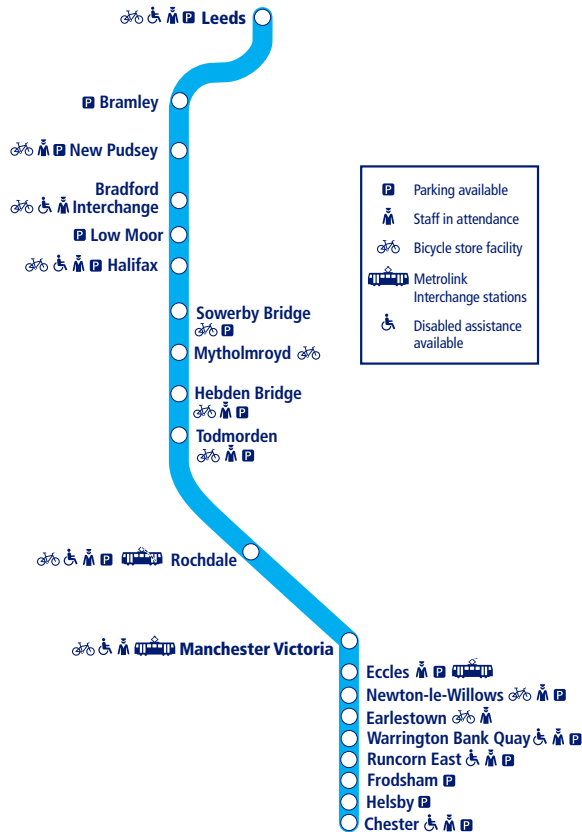 Leeds
P Bramley
P New Pudsey
Bradford
Interchange
P Low Moor
P Halifax
P Parking available
Staff in attendance
Bicycle store facility
Metrolink
Interchange stations
Disabled assistance
available
Sowerby Bridge
P
Mytholmroyd
Hebden Bridge
P
Todmorden
P
P Rochdale
Manchester Victoria
Eccles P
Newton-le-Willows P
Earlestown
Warrington Bank Quay P
Runcorn East P
Frodsham P
Helsby P
Chester P